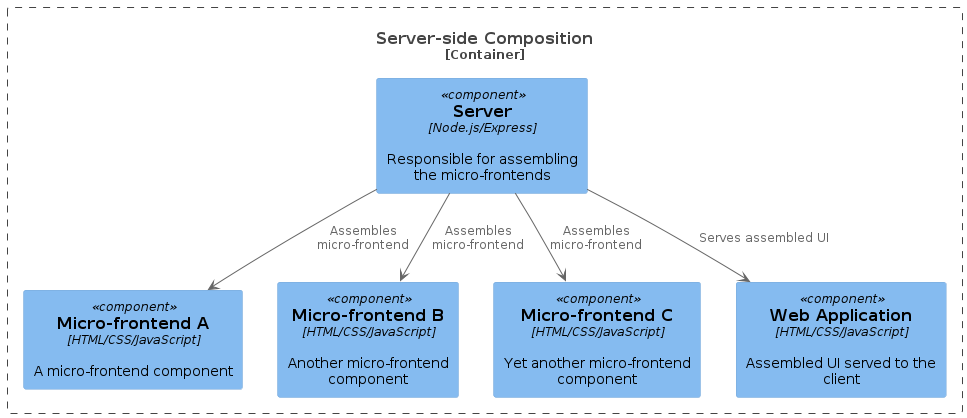 Server-side Composition
[Container]
«component»
Server
[Node.js/Express]
Responsible for assembling
the micro-frontends
Assembles
micro-frontend
Assembles
micro-frontend
Assembles
micro-frontend
Serves assembled UI
«component»
Micro-frontend A
[HTML/CSS/JavaScript]
A micro-frontend component
«component»
Micro-frontend B
[HTML/CSS/JavaScript]
Another micro-frontend
component
«component»
Micro-frontend C
[HTML/CSS/JavaScript]
Yet another micro-frontend
component
«component»
Web Application
[HTML/CSS/JavaScript]
Assembled UI served to the
client